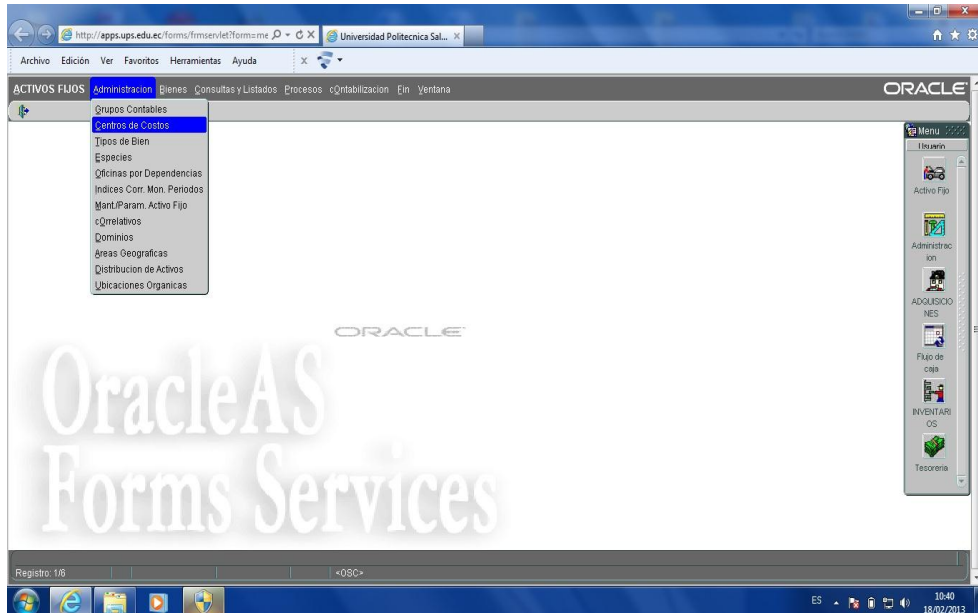 http://apps.ups.edu.ec/forms/frmservlet?form=me
Universidad Politecnica Sal...
Archivo Edición Ver Favoritos Herramientas Ayuda
ACTIVOS FIJOS Administracion Bienes Consultas y Listados Procesos cOntabilizacion Fin Ventana
ORACLE
Grupos Contables
Centros de Costos
Tipos de Bien
Especies
Oficinas por Dependencias
Indices Corr. Mon. Periodos
Mant./Param. Activo Fijo
cOrrelativos
Dominios
Areas Geograficas
Distribucion de Activos
Ubicaciones Organicas
Menu
Usuario
Activo Fijo
Administrac
ion
ADQUISICIO
NES
Flujo de
caja
INVENTARI
OS
Tesoreria
ORACLE
OracleAS
Forms Services
Registro: 1/6 <OSC>
ES 10:40
18/02/2013